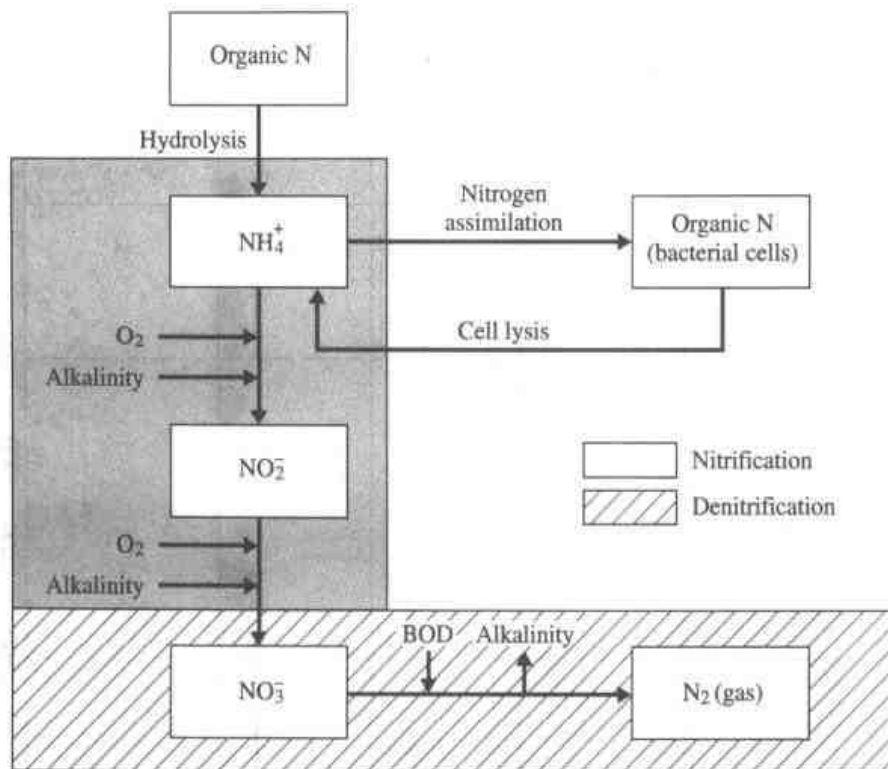 Organic N
Hydrolysis
NH₄⁺
Nitrogen
assimilation
Organic N
(bacterial cells)
O₂
Alkalinity
Cell lysis
NO₂⁻
Nitrification
Denitrification
O₂
Alkalinity
BOD
Alkalinity
NO₃⁻
N₂ (gas)